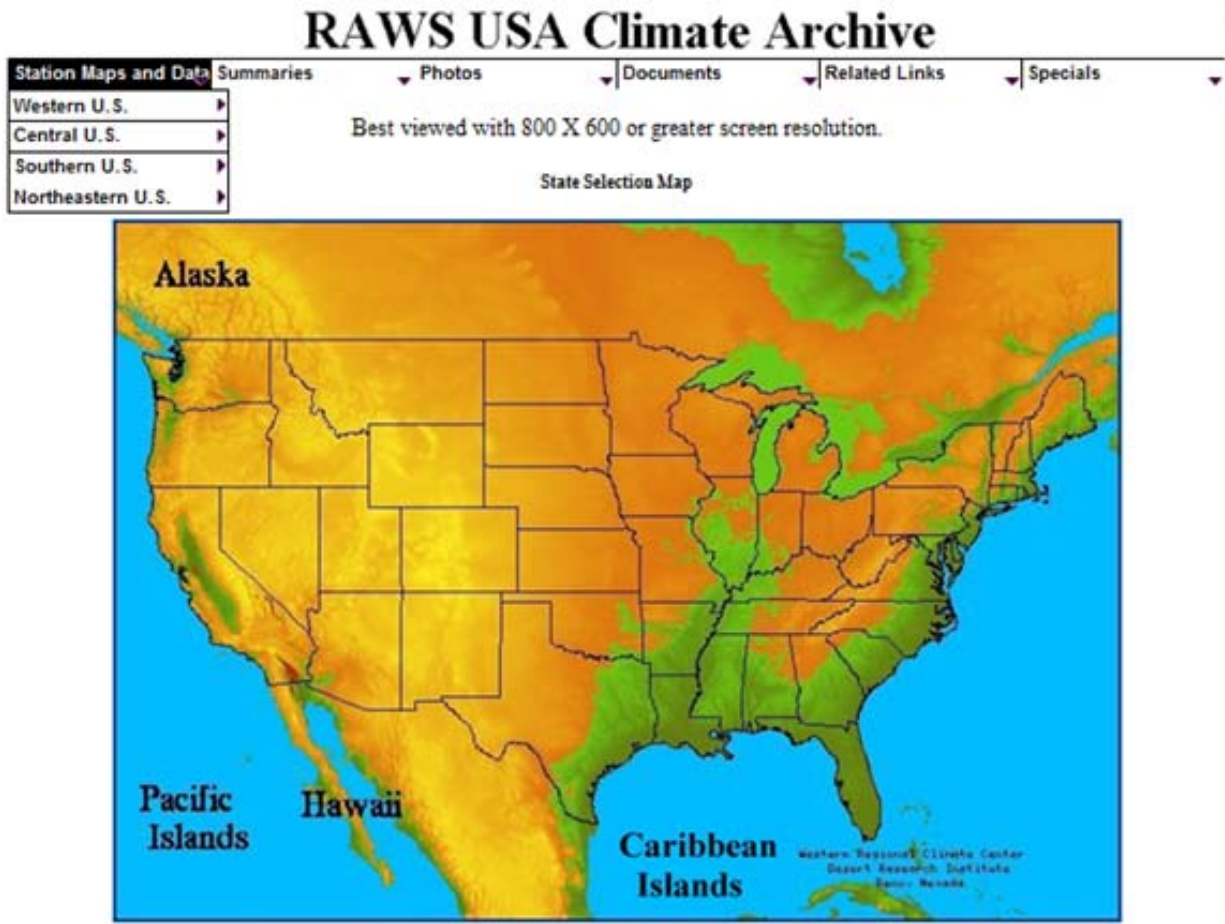 RAWS USA Climate Archive
Station Maps and Data Summaries Photos Documents Related Links Specials
Western U.S.
Central U.S.
Southern U.S.
Northeastern U.S.
Best viewed with 800 X 600 or greater screen resolution.
State Selection Map
Alaska
Pacific
Islands
Hawaii
Caribbean
Islands
Western Regional Climate Center
Desert Research Institute
Reno, Nevada